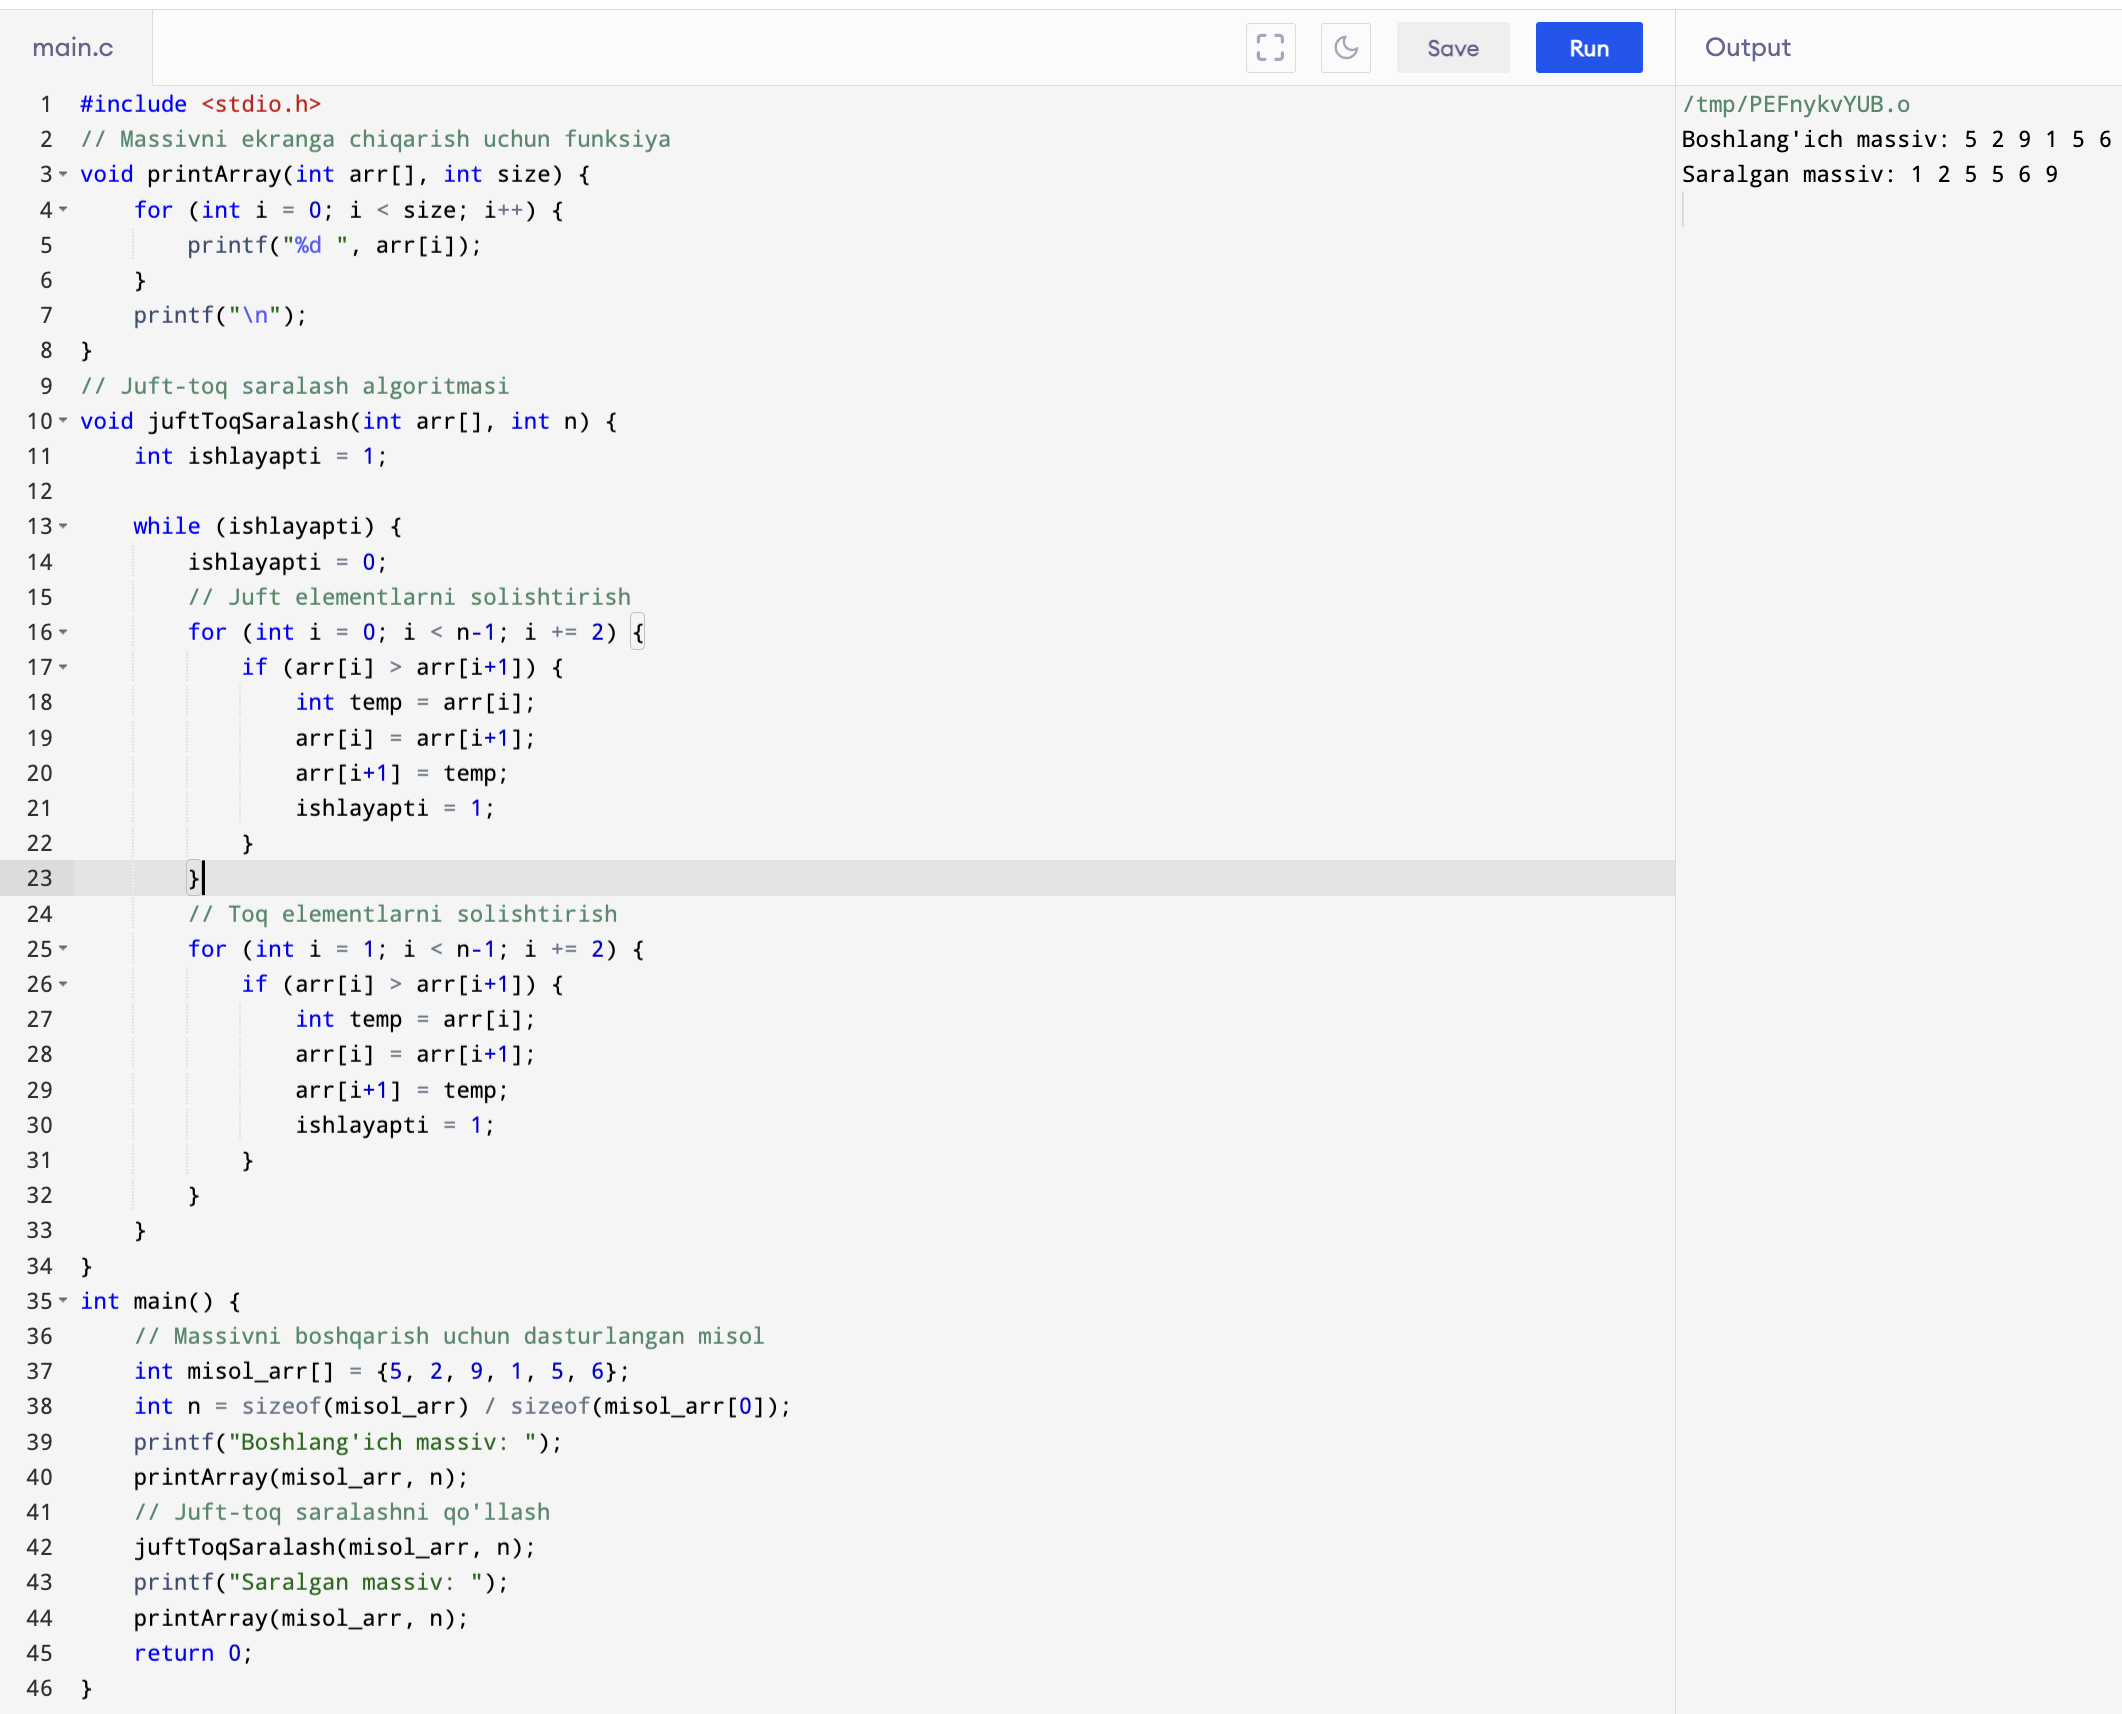 main.c
Save
Run
Output
1 #include <stdio.h>
2 // Massivni ekranga chiqarish uchun funksiya
3 void printArray(int arr[], int size) {
4     for (int i = 0; i < size; i++) {
5         printf("%d ", arr[i]);
6     }
7     printf("\n");
8 }
9 // Juft-toq saralash algoritmasi
10 void juftToqSaralash(int arr[], int n) {
11     int ishlayapti = 1;
12
13     while (ishlayapti) {
14         ishlayapti = 0;
15         // Juft elementlarni solishtirish
16         for (int i = 0; i < n-1; i += 2) {
17             if (arr[i] > arr[i+1]) {
18                 int temp = arr[i];
19                 arr[i] = arr[i+1];
20                 arr[i+1] = temp;
21                 ishlayapti = 1;
22             }
23         }
24         // Toq elementlarni solishtirish
25         for (int i = 1; i < n-1; i += 2) {
26             if (arr[i] > arr[i+1]) {
27                 int temp = arr[i];
28                 arr[i] = arr[i+1];
29                 arr[i+1] = temp;
30                 ishlayapti = 1;
31             }
32         }
33     }
34 }
35 int main() {
36     // Massivni boshqarish uchun dasturlangan misol
37     int misol_arr[] = {5, 2, 9, 1, 5, 6};
38     int n = sizeof(misol_arr) / sizeof(misol_arr[0]);
39     printf("Boshlang'ich massiv: ");
40     printArray(misol_arr, n);
41     // Juft-toq saralashni qo'llash
42     juftToqSaralash(misol_arr, n);
43     printf("Saralgan massiv: ");
44     printArray(misol_arr, n);
45     return 0;
46 }
/tmp/PEFnykvYUB.o
Boshlang'ich massiv: 5 2 9 1 5 6
Saralgan massiv: 1 2 5 5 6 9